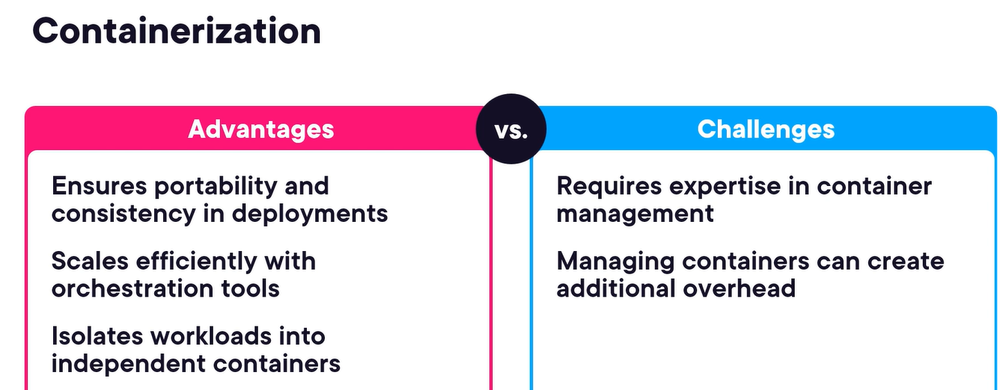 Containerization
Advantages
vs.
Challenges
Ensures portability and
consistency in deployments
Scales efficiently with
orchestration tools
Isolates workloads into
independent containers
Requires expertise in container
management
Managing containers can create
additional overhead